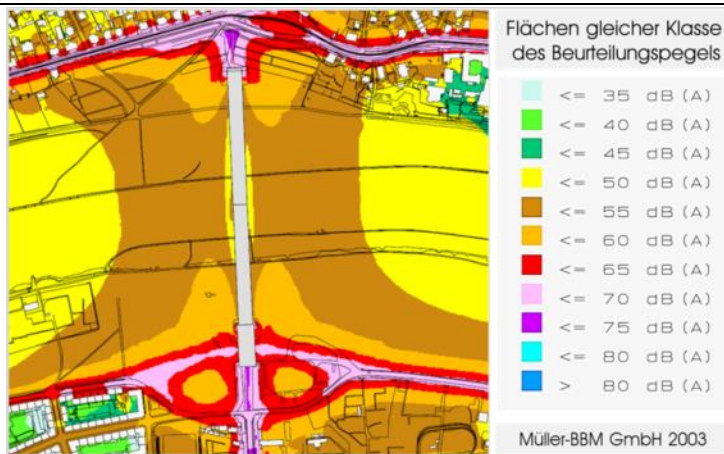 Flächen gleicher Klasse
des Beurteilungspegels
<= 35 dB(A)
<= 40 dB(A)
<= 45 dB(A)
<= 50 dB(A)
<= 55 dB(A)
<= 60 dB(A)
<= 65 dB(A)
<= 70 dB(A)
<= 75 dB(A)
<= 80 dB(A)
> 80 dB(A)
Müller-BBM GmbH 2003